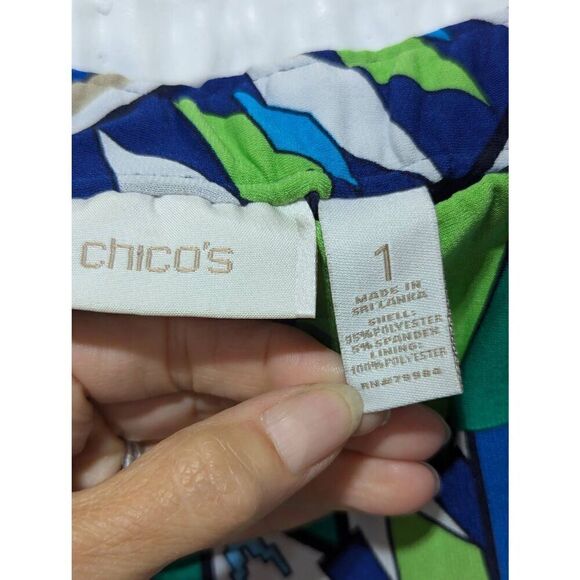 chico's
1
MADE IN
SRI LANKA
SHELL:
95%POLYESTER
5% SPANDEX
LINING:
100%POLYESTER
RN#79984